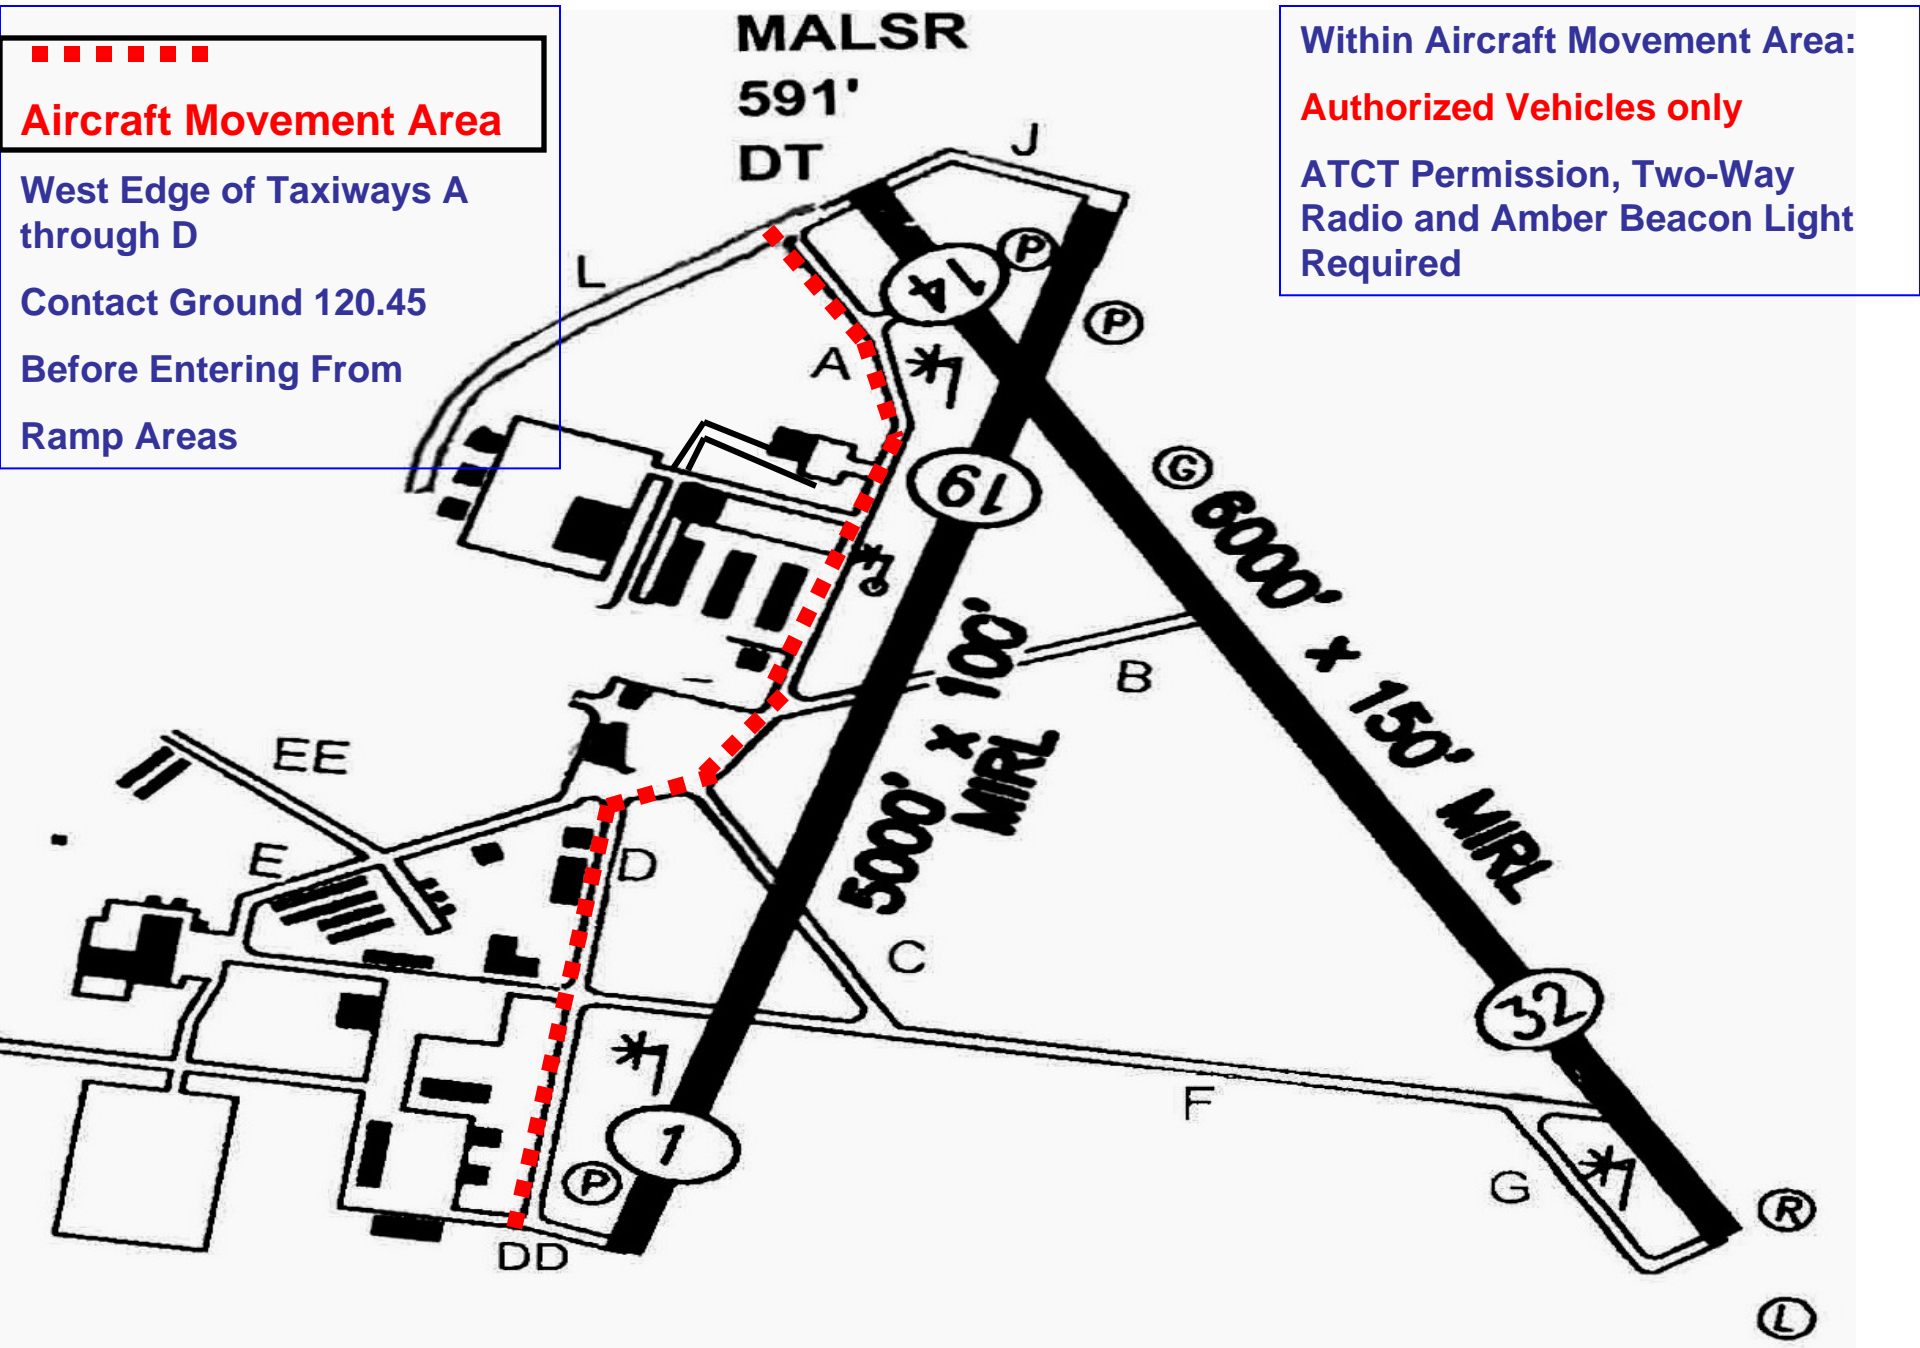 Aircraft Movement Area
West Edge of Taxiways A
through D
Contact Ground 120.45
Before Entering From
Ramp Areas
MALSR
591'
DT
Within Aircraft Movement Area:
Authorized Vehicles only
ATCT Permission, Two-Way
Radio and Amber Beacon Light
Required
J
L
P
14
P
A
19
G
6000' x 150' MIRL
B
5000' x 100'
MIRL
EE
E
D
C
32
F
1
P
G
R
DD
L